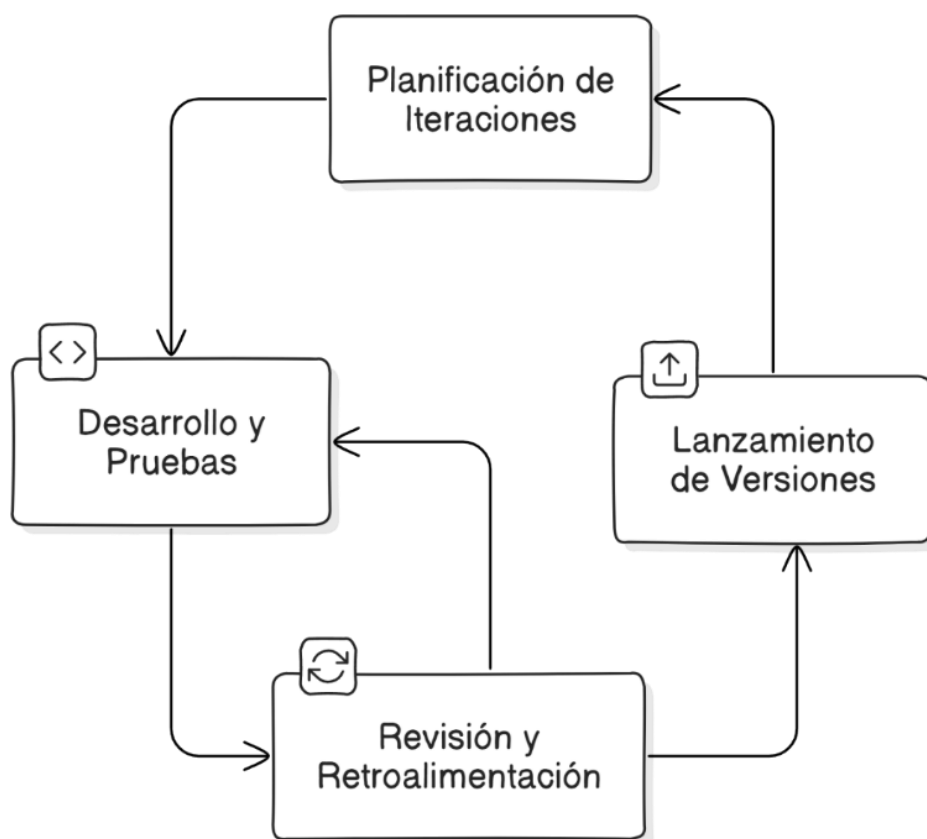 Planificación de
Iteraciones
Desarrollo y
Pruebas
Lanzamiento
de Versiones
Revisión y
Retroalimentación